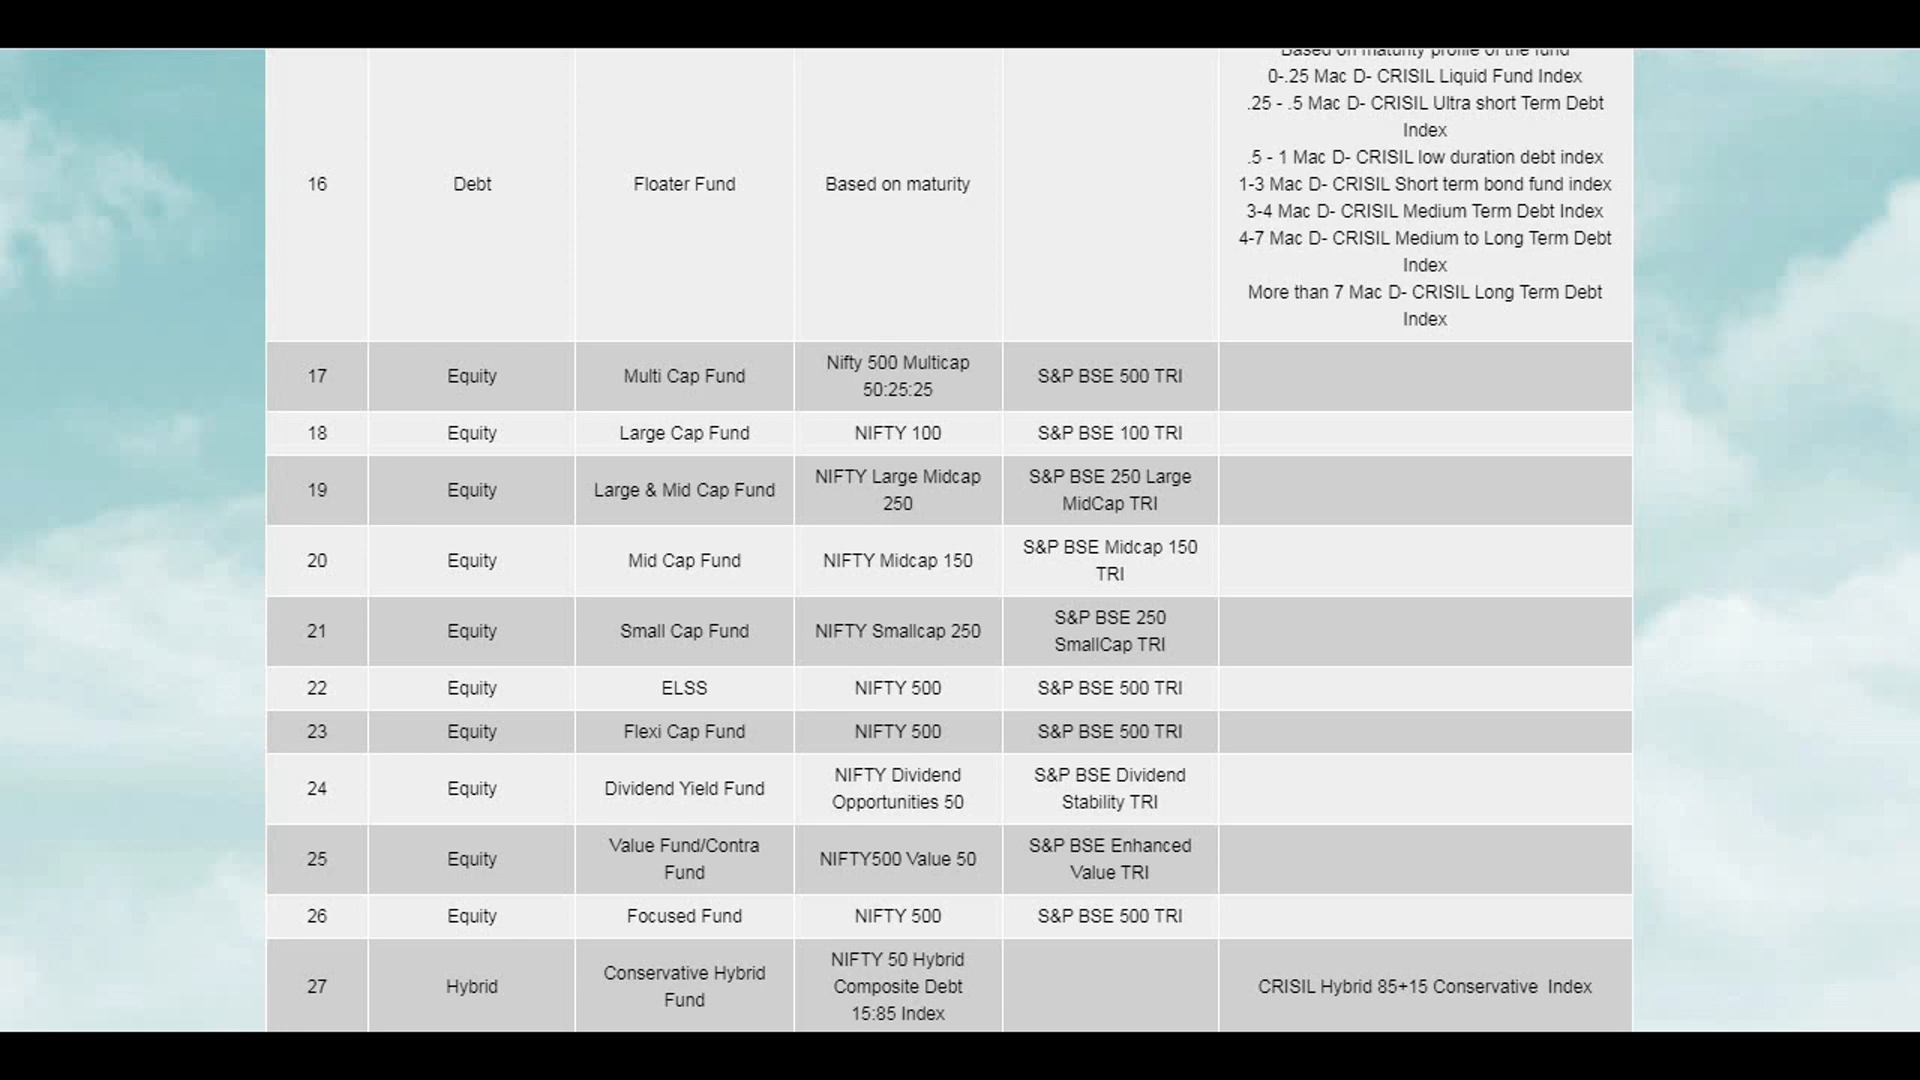 Based on maturity profile of the fund
0-.25 Mac D- CRISIL Liquid Fund Index
.25 - .5 Mac D- CRISIL Ultra short Term Debt
Index
.5 - 1 Mac D- CRISIL low duration debt index
16 Debt Floater Fund Based on maturity 1-3 Mac D- CRISIL Short term bond fund index
3-4 Mac D- CRISIL Medium Term Debt Index
4-7 Mac D- CRISIL Medium to Long Term Debt
Index
More than 7 Mac D- CRISIL Long Term Debt
Index
17 Equity Multi Cap Fund Nifty 500 Multicap
50:25:25 S&P BSE 500 TRI
18 Equity Large Cap Fund NIFTY 100 S&P BSE 100 TRI
19 Equity Large & Mid Cap Fund NIFTY Large Midcap
250 S&P BSE 250 Large
MidCap TRI
20 Equity Mid Cap Fund NIFTY Midcap 150 S&P BSE Midcap 150
TRI
21 Equity Small Cap Fund NIFTY Smallcap 250 S&P BSE 250
SmallCap TRI
22 Equity ELSS NIFTY 500 S&P BSE 500 TRI
23 Equity Flexi Cap Fund NIFTY 500 S&P BSE 500 TRI
24 Equity Dividend Yield Fund NIFTY Dividend
Opportunities 50 S&P BSE Dividend
Stability TRI
25 Equity Value Fund/Contra
Fund NIFTY500 Value 50 S&P BSE Enhanced
Value TRI
26 Equity Focused Fund NIFTY 500 S&P BSE 500 TRI
27 Hybrid Conservative Hybrid
Fund NIFTY 50 Hybrid
Composite Debt
15:85 Index CRISIL Hybrid 85+15 Conservative Index